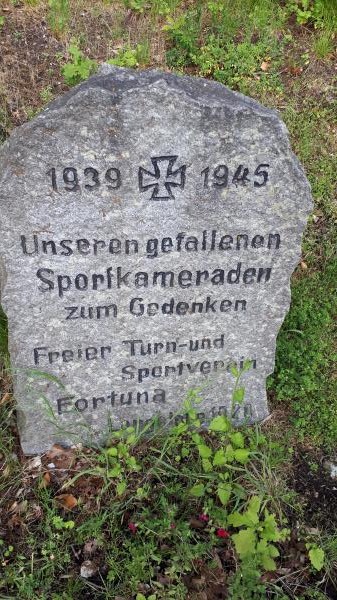 1939 1945
Unseren gefallenen
Sportkameraden
zum Gedenken
Freier Turn-und
Sportverein
Fortuna